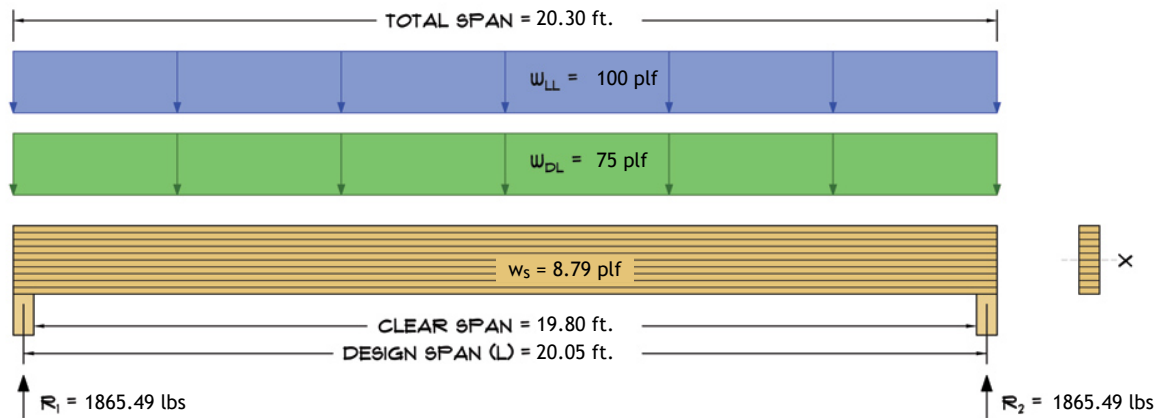 TOTAL SPAN = 20.30 ft.
wLL = 100 plf
wDL = 75 plf
ws = 8.79 plf
X
CLEAR SPAN = 19.80 ft.
DESIGN SPAN (L) = 20.05 ft.
R1 = 1865.49 lbs
R2 = 1865.49 lbs